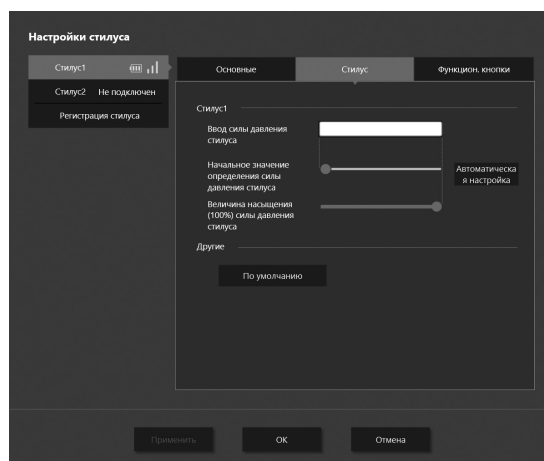 Настройки стилуса
Стилус1
Стилус2 Не подключен
Регистрация стилуса
Основные
Стилус
Функцион. кнопки
Стилус1
Ввод силы давления
стилуса
Начальное значение
определения силы
давления стилуса
Автоматическа
я настройка
Величина насыщения
(100%) силы давления
стилуса
Другие
По умолчанию
Применить
ОК
Отмена